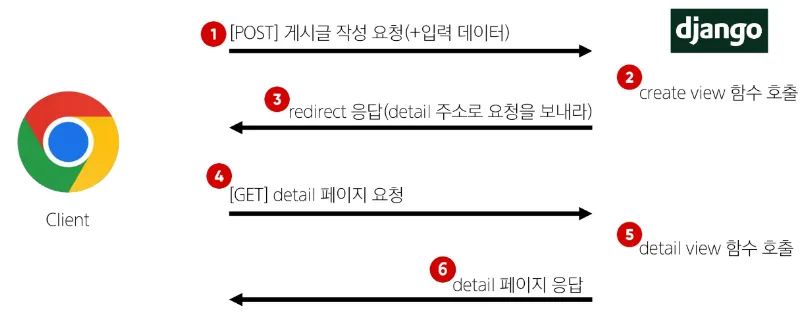 django
1 [POST] 게시글 작성 요청(+입력 데이터)
2 create view 함수 호출
3 redirect 응답(detail 주소로 요청을 보내라)
Client
4 [GET] detail 페이지 요청
5 detail view 함수 호출
6 detail 페이지 응답